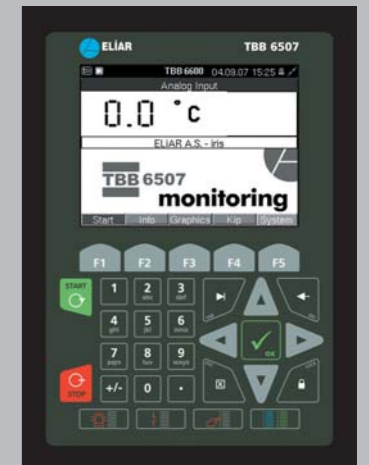 ELİAR TBB 6507
TBB 6600 04.09.07 15:25
Analog Input
0.0 °c
ELİAR A.S. - iris
TBB 6507
monitoring
Start Info Graphics Kip System
F1 F2 F3 F4 F5
START 1 2 abc 3 def
4 ghi 5 jkl 6 mno
OK
7 pqrs 8 tuv 9 wxyz
STOP +/- 0 .